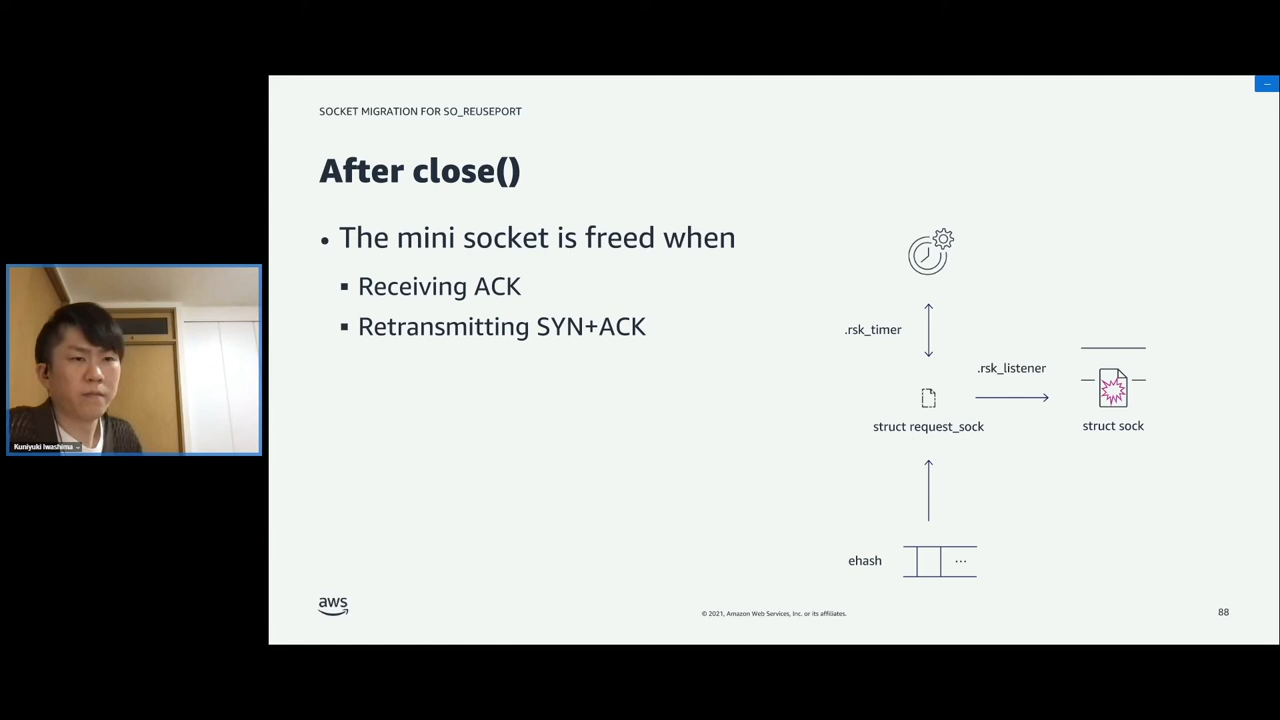 SOCKET MIGRATION FOR SO_REUSEPORT
After close()
• The mini socket is freed when
▪ Receiving ACK
▪ Retransmitting SYN+ACK
.rsk_timer
.rsk_listener
struct request_sock
struct sock
ehash
...
Kuniyuki Iwashima
aws
© 2021, Amazon Web Services, Inc. or its affiliates.
88